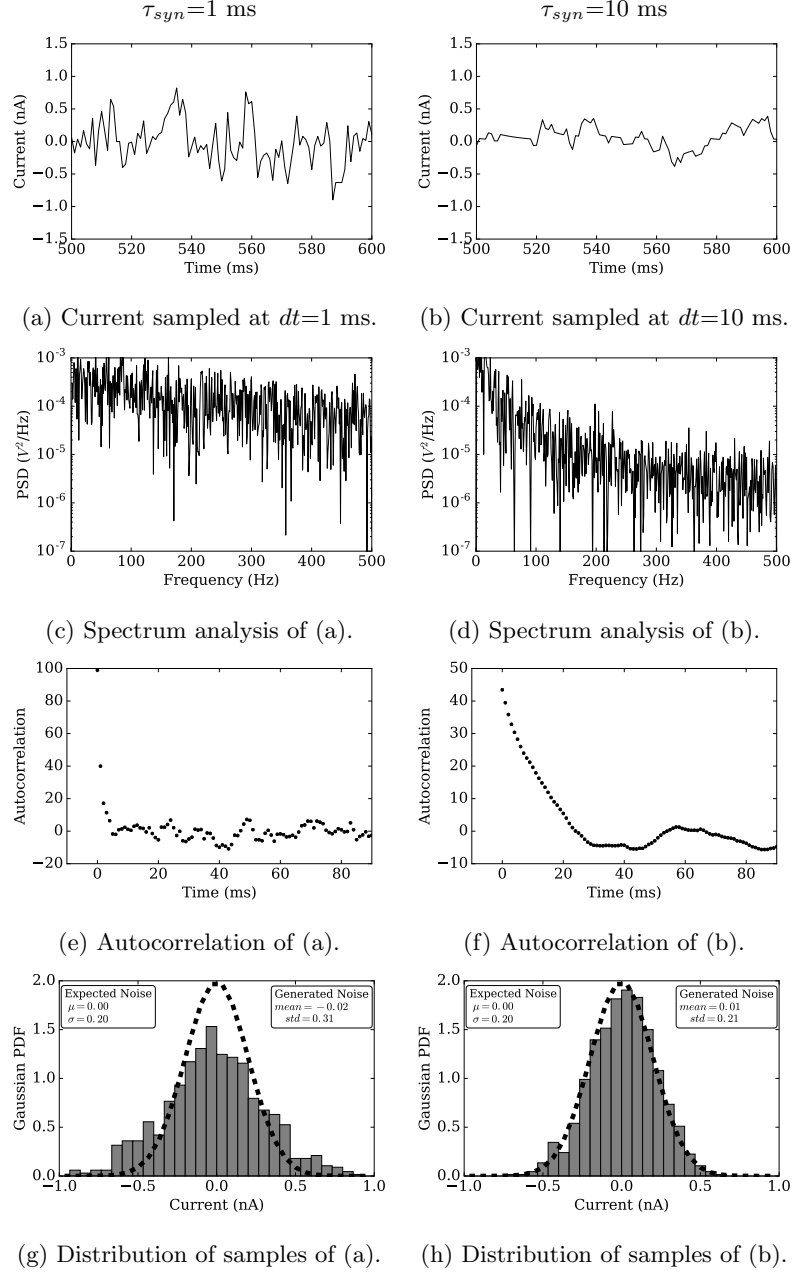 τ_syn=1 ms
τ_syn=10 ms
1.5
1.0
0.5
0.0
−0.5
−1.0
−1.5
Current (nA)
500 520 540 560 580 600
Time (ms)
1.5
1.0
0.5
0.0
−0.5
−1.0
−1.5
Current (nA)
500 520 540 560 580 600
Time (ms)
(a) Current sampled at dt=1 ms.
(b) Current sampled at dt=10 ms.
10^-3
10^-4
10^-5
10^-6
10^-7
PSD (V²/Hz)
0 100 200 300 400 500
Frequency (Hz)
10^-3
10^-4
10^-5
10^-6
10^-7
PSD (V²/Hz)
0 100 200 300 400 500
Frequency (Hz)
(c) Spectrum analysis of (a).
(d) Spectrum analysis of (b).
100
80
60
40
20
0
−20
Autocorrelation
0 20 40 60 80
Time (ms)
50
40
30
20
10
0
−10
Autocorrelation
0 20 40 60 80
Time (ms)
(e) Autocorrelation of (a).
(f) Autocorrelation of (b).
2.0
1.5
1.0
0.5
0.0
Gaussian PDF
Expected Noise
μ=0.00
σ=0.20
Generated Noise
mean=−0.02
std=0.31
−1.0 −0.5 0.0 0.5 1.0
Current (nA)
2.0
1.5
1.0
0.5
0.0
Gaussian PDF
Expected Noise
μ=0.00
σ=0.20
Generated Noise
mean=0.01
std=0.21
−1.0 −0.5 0.0 0.5 1.0
Current (nA)
(g) Distribution of samples of (a).
(h) Distribution of samples of (b).